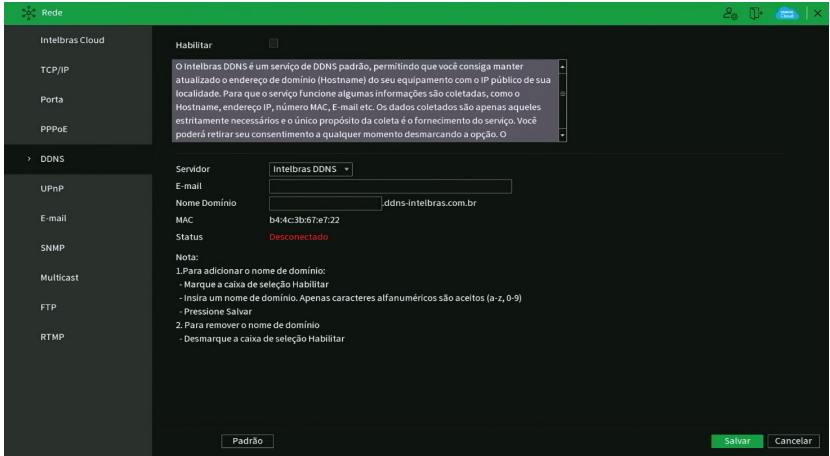 Rede
Intelbras Cloud
TCP/IP
Porta
PPPoE
DDNS
UPnP
E-mail
SNMP
Multicast
FTP
RTMP
Habilitar
O Intelbras DDNS é um serviço de DDNS padrão, permitindo que você consiga manter
atualizado o endereço de domínio (Hostname) do seu equipamento com o IP público de sua
localidade. Para que o serviço funcione algumas informações são coletadas, como o
Hostname, endereço IP, número MAC, E-mail etc. Os dados coletados são apenas aqueles
estritamente necessários e o único propósito da coleta é o fornecimento do serviço. Você
poderá retirar seu consentimento a qualquer momento desmarcando a opção. O
Servidor Intelbras DDNS
E-mail
Nome Domínio .ddns-intelbras.com.br
MAC b4:4c:3b:67:e7:22
Status Desconectado
Nota:
1.Para adicionar o nome de domínio:
- Marque a caixa de seleção Habilitar
- Insira um nome de domínio. Apenas caracteres alfanuméricos são aceitos (a-z, 0-9)
- Pressione Salvar
2. Para remover o nome de domínio
- Desmarque a caixa de seleção Habilitar
Padrão Salvar Cancelar